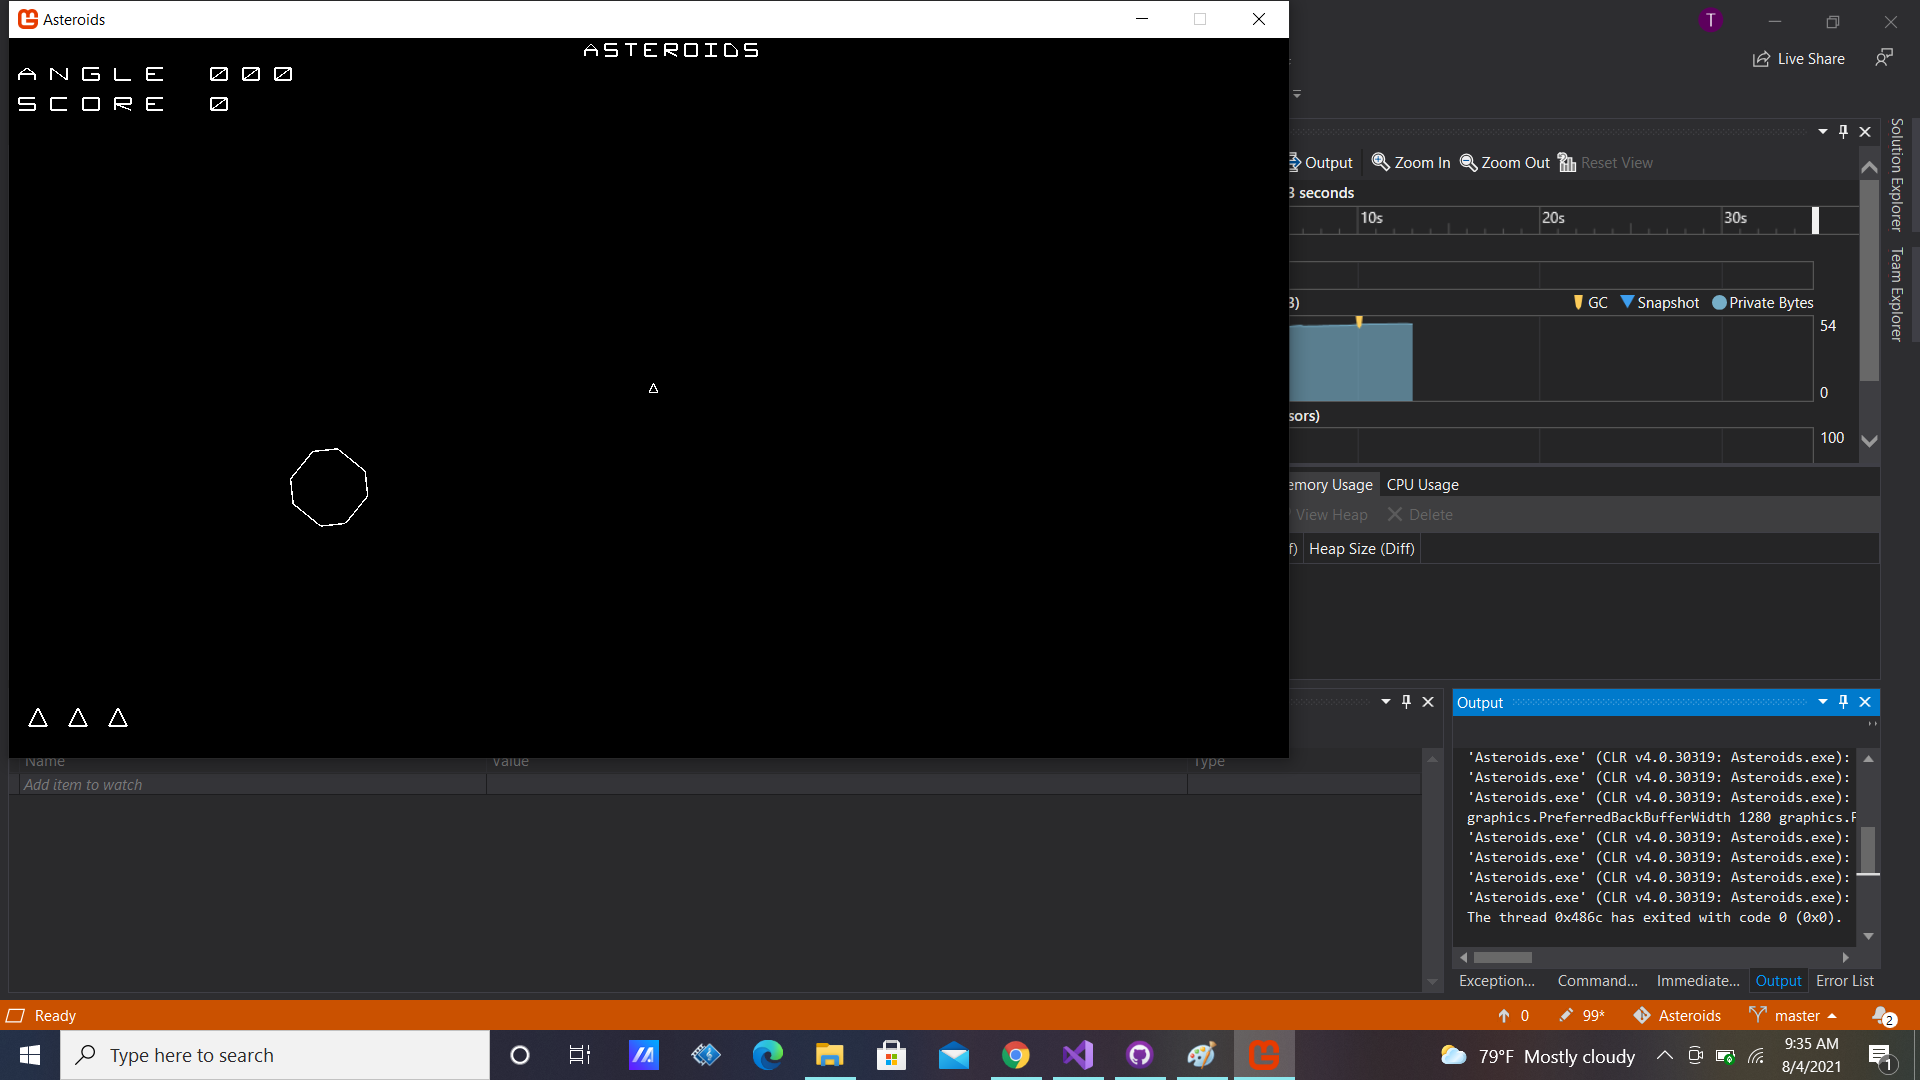 Asteroids
ASTEROIDS
ANGLE 000
SCORE 0
T
Live Share
Output Zoom In Zoom Out Reset View
3 seconds
10s 20s 30s
GC Snapshot Private Bytes
54
0
100
emory Usage CPU Usage
View Heap Delete
Heap Size (Diff)
Solution Explorer
Team Explorer
Name Value Type
Add item to watch
Output
'Asteroids.exe' (CLR v4.0.30319: Asteroids.exe):
'Asteroids.exe' (CLR v4.0.30319: Asteroids.exe):
'Asteroids.exe' (CLR v4.0.30319: Asteroids.exe):
graphics.PreferredBackBufferWidth 1280 graphics.F
'Asteroids.exe' (CLR v4.0.30319: Asteroids.exe):
'Asteroids.exe' (CLR v4.0.30319: Asteroids.exe):
'Asteroids.exe' (CLR v4.0.30319: Asteroids.exe):
'Asteroids.exe' (CLR v4.0.30319: Asteroids.exe):
The thread 0x486c has exited with code 0 (0x0).
Exception... Command... Immediate... Output Error List
Ready 0 99* Asteroids master 2
Type here to search
79°F Mostly cloudy
9:35 AM
8/4/2021
1